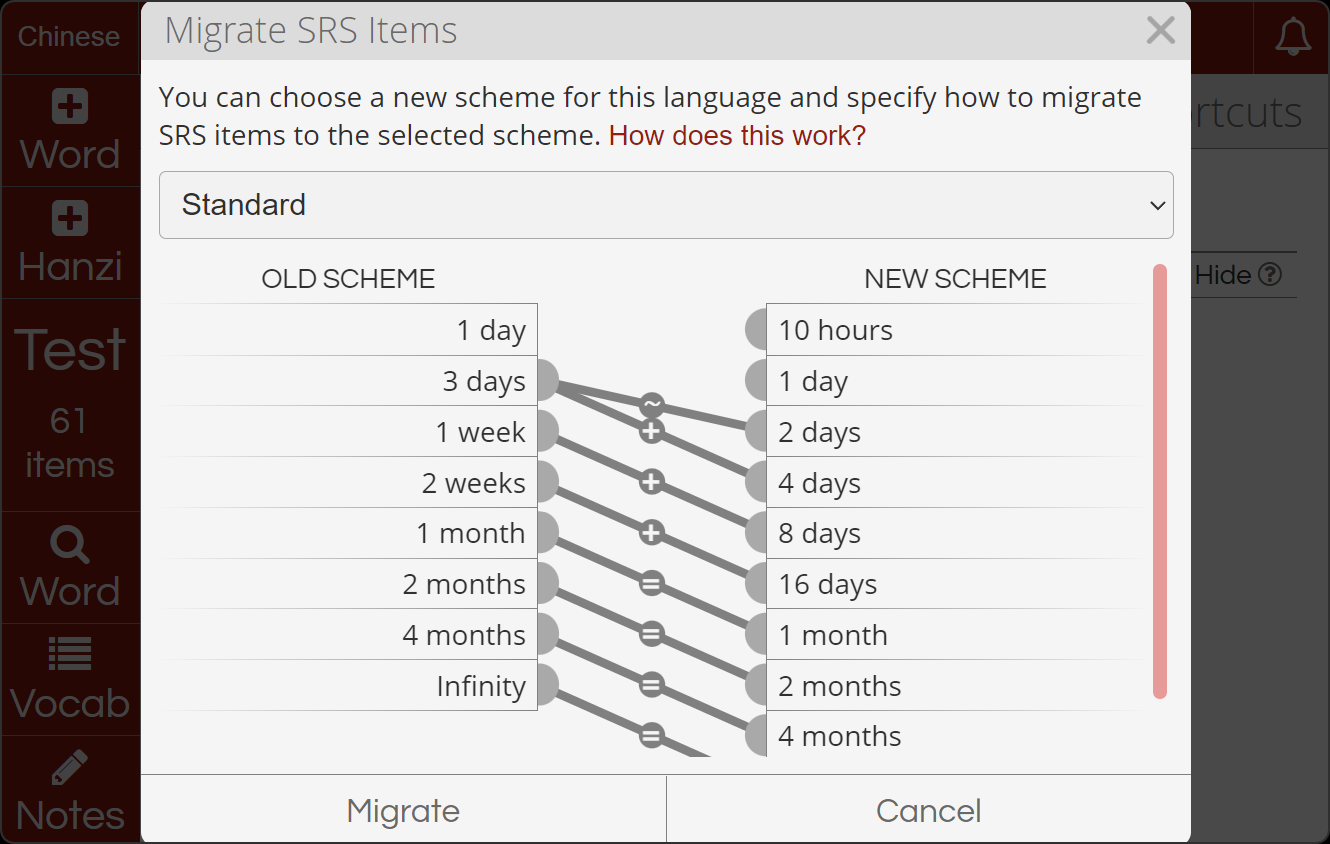 Chinese
Word
Hanzi
Test
61
items
Word
Vocab
Notes
Migrate SRS Items
You can choose a new scheme for this language and specify how to migrate
SRS items to the selected scheme. How does this work?
Standard
OLD SCHEME
1 day
3 days
1 week
2 weeks
1 month
2 months
4 months
Infinity
~
+
+
+
=
=
=
=
NEW SCHEME
10 hours
1 day
2 days
4 days
8 days
16 days
1 month
2 months
4 months
Migrate
Cancel
rtcuts
Hide ?